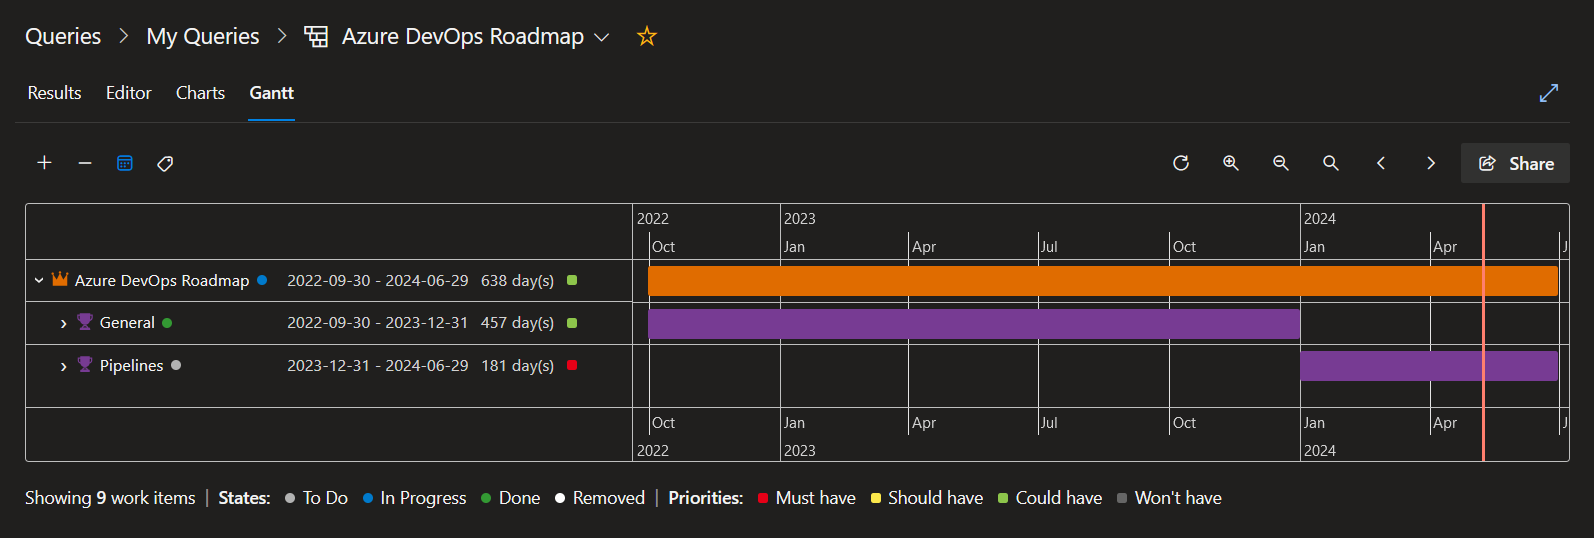 Queries > My Queries > Azure DevOps Roadmap
Results Editor Charts Gantt
Share
2022 2023 2024
Oct Jan Apr Jul Oct Jan Apr J
Azure DevOps Roadmap 2022-09-30 - 2024-06-29 638 day(s)
General 2022-09-30 - 2023-12-31 457 day(s)
Pipelines 2023-12-31 - 2024-06-29 181 day(s)
Oct Jan Apr Jul Oct Jan Apr J
2022 2023 2024
Showing 9 work items | States: To Do In Progress Done Removed | Priorities: Must have Should have Could have Won't have